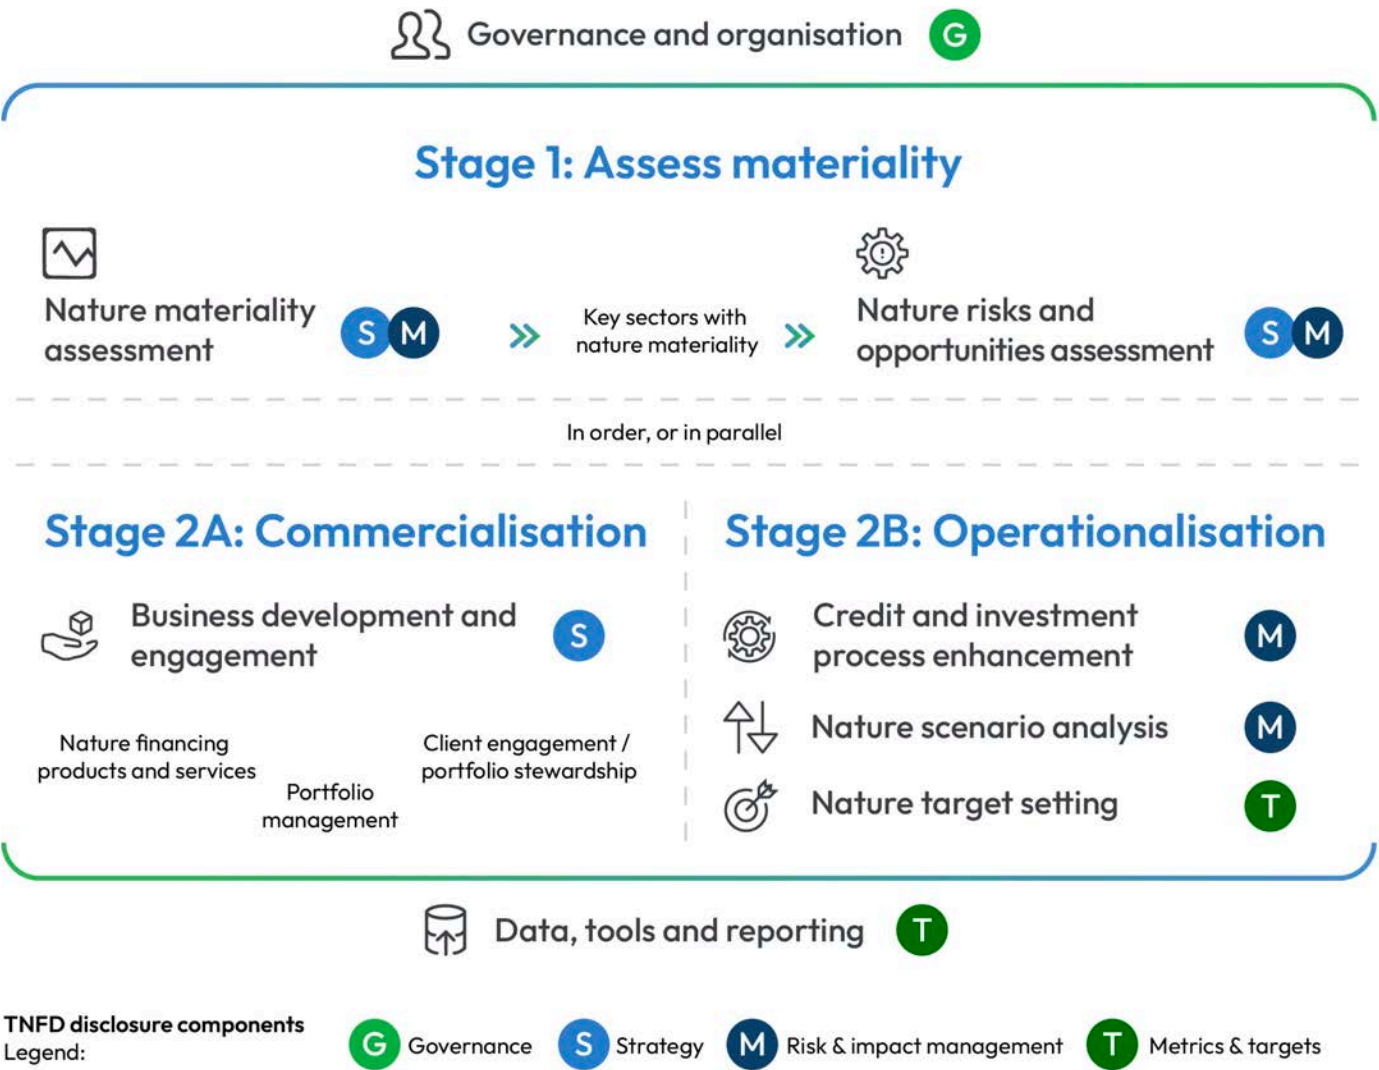 Governance and organisation G
Stage 1: Assess materiality
Nature materiality
assessment
S M
Key sectors with
nature materiality
Nature risks and
opportunities assessment
S M
In order, or in parallel
Stage 2A: Commercialisation
Business development and
engagement
S
Nature financing
products and services
Portfolio
management
Client engagement /
portfolio stewardship
Stage 2B: Operationalisation
Credit and investment
process enhancement
M
Nature scenario analysis M
Nature target setting T
Data, tools and reporting T
TNFD disclosure components
Legend:
G Governance S Strategy M Risk & impact management T Metrics & targets